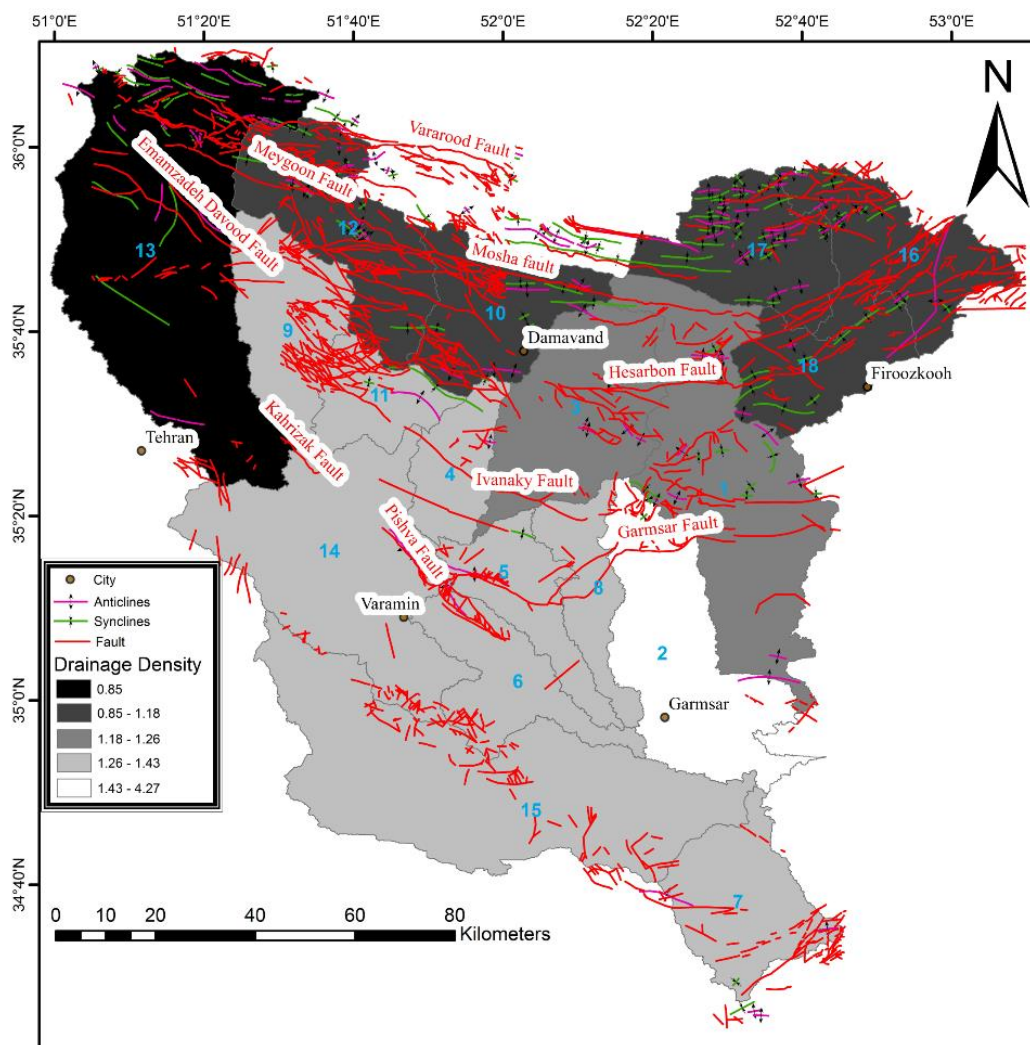 51°0' 51°20' 51°40' 52°0' 52°20' 52°40' 53°0'
N
36°0'N
35°40'
35°20'
35°0'N
34°40'
Vararood Fault
Meygoon Fault
Emamzadeh Davood Fault
12
17
16
13
Mosha fault
10
9
Damavand
18
Hesarbon Fault
Firoozkooh
11
3
Tehran
Kahrizak Fault
4
Ivanaky Fault
1
Garmsar Fault
14
Pishva Fault
5
8
Varamin
2
6
Garmsar
15
7
City
Anticlines
Synclines
Fault
Drainage Density
0.85
0.85 - 1.18
1.18 - 1.26
1.26 - 1.43
1.43 - 4.27
0 10 20 40 60 80
Kilometers